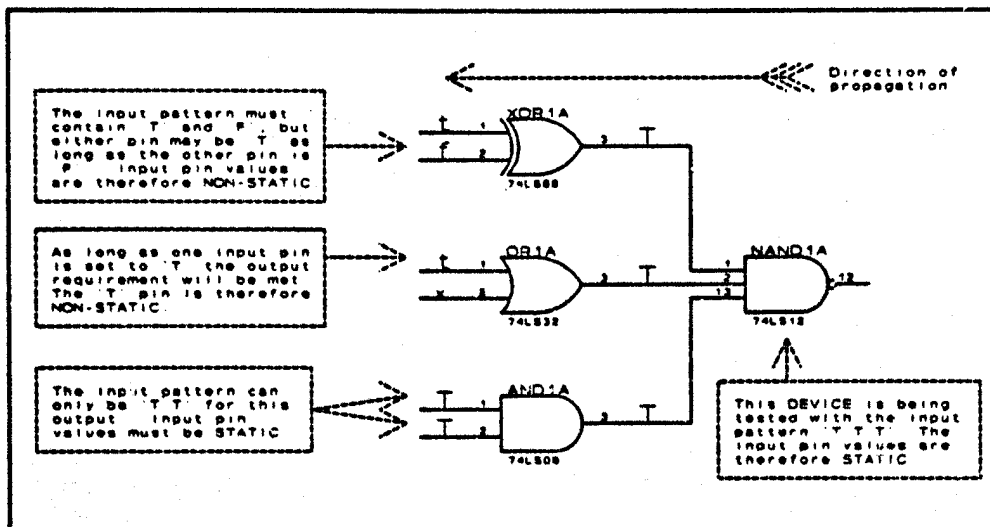 Direction of
propagation
The input pattern must
contain 'T' and 'F', but
either pin may be 'T' as
long as the other pin is
'F' Input pin values
are therefore NON-STATIC
XOR1A
t 1
f 2
3 T
As long as one input pin
is set to 'T' the output
requirement will be met
The 'T' pin is therefore
NON-STATIC
OR1A
t 1
x
3 T
74LS32
NAND1A
1
2
13
12
74LS12
The input pattern can
only be 'T T' for this
output Input pin
values must be STATIC
AND1A
T 1
T 2
3 T
This DEVICE is being
tested with the input
pattern 'T T T' The
input pin values are
therefore STATIC